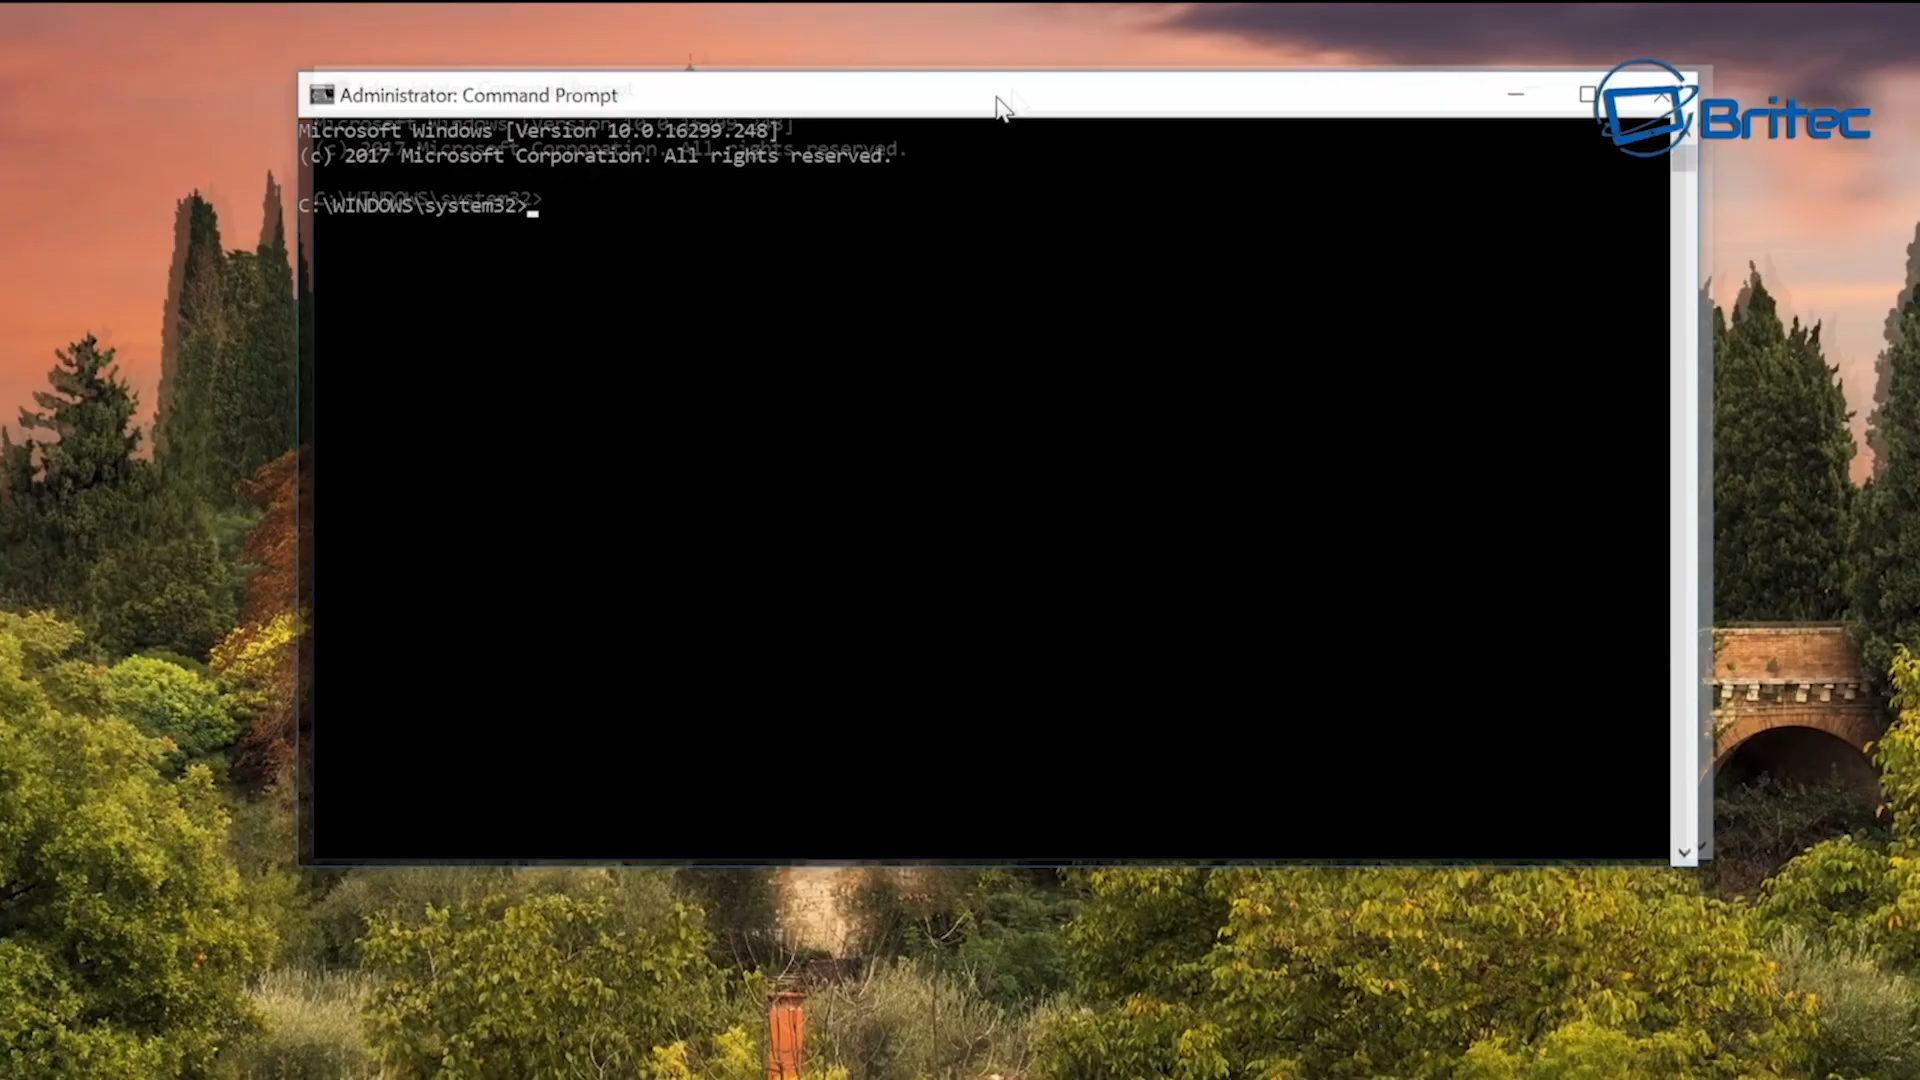 Administrator: Command Prompt
Britec
Microsoft Windows [Version 10.0.16299.248]
(c) 2017 Microsoft Corporation. All rights reserved.
C:\WINDOWS\system32>